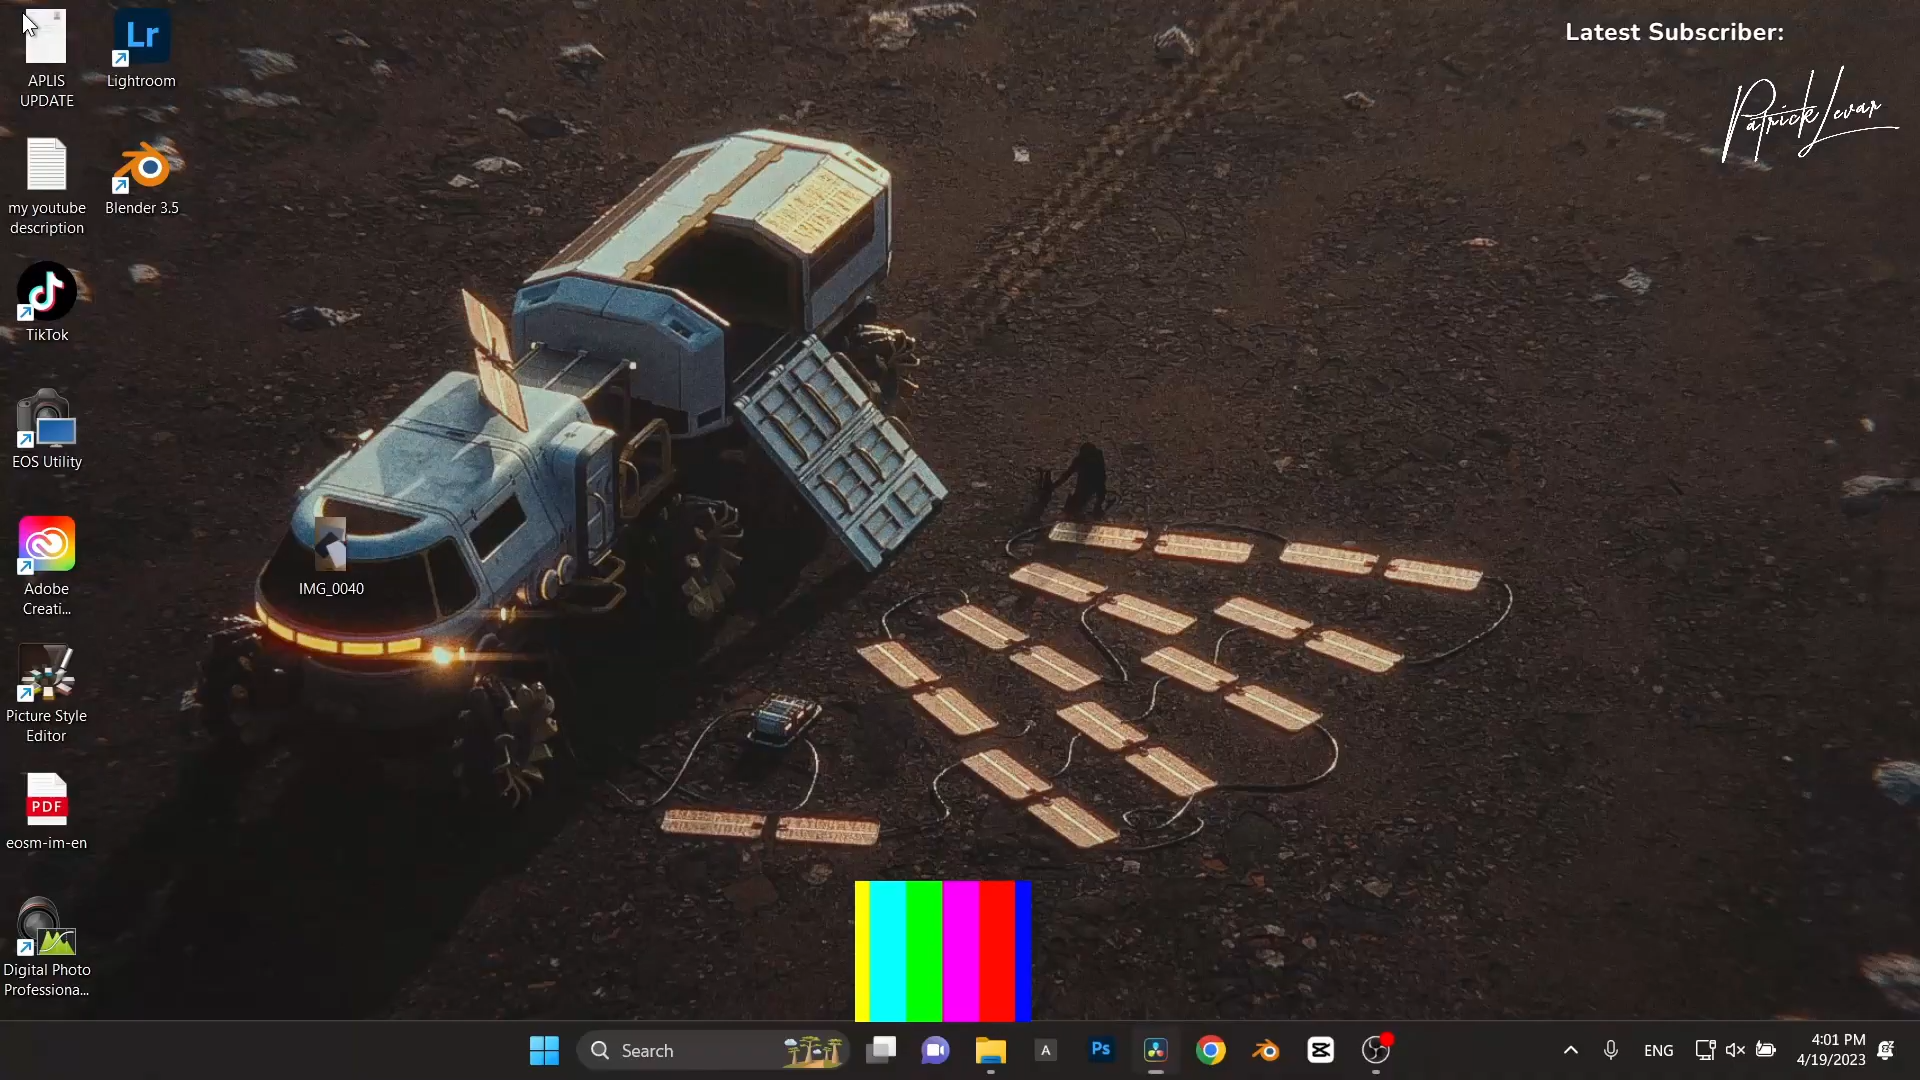 Latest Subscriber:
Patrick Levar
Lr
APLIS
UPDATE
Lightroom
my youtube
description
Blender 3.5
TikTok
EOS Utility
Adobe
Creati...
IMG_0040
Picture Style
Editor
PDF
eosm-im-en
Digital Photo
Professiona...
Search
A
Ps
ENG
4:01 PM
4/19/2023